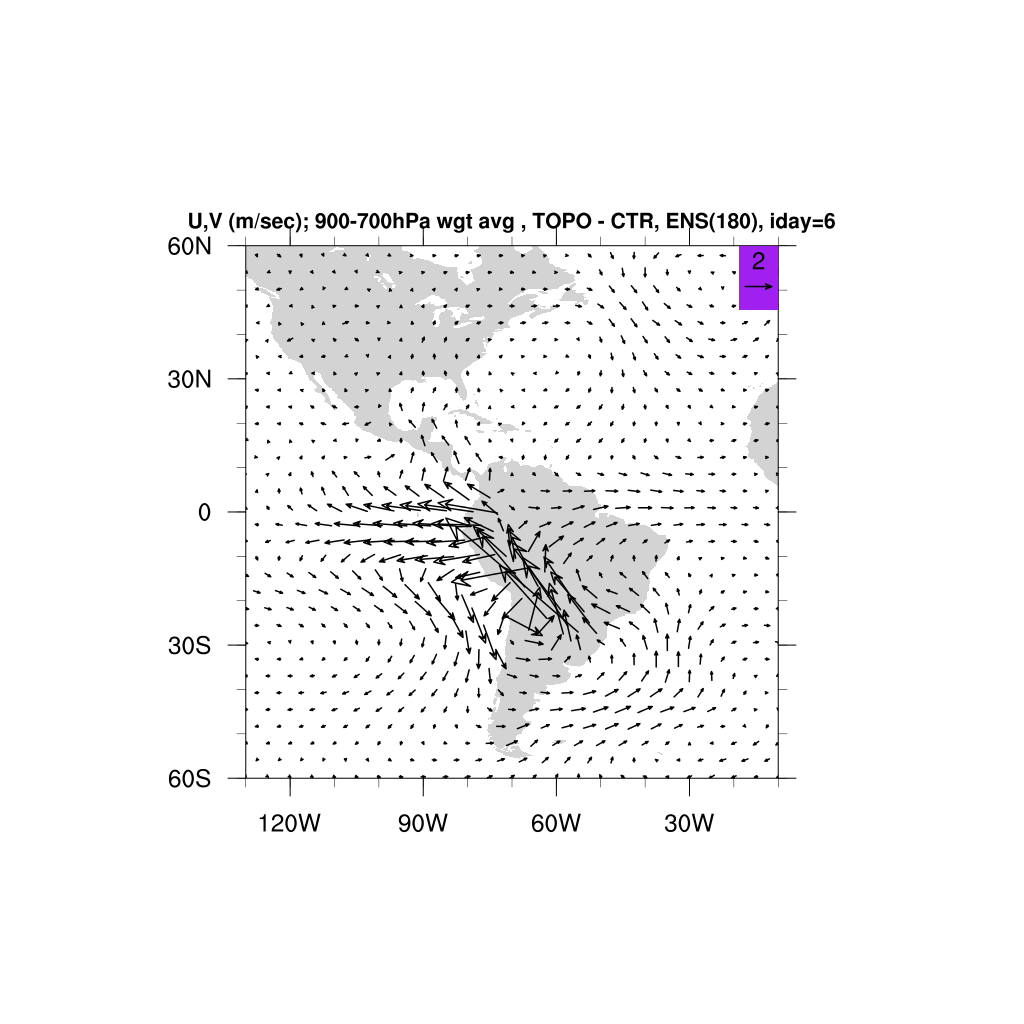 U,V (m/sec); 900-700hPa wgt avg , TOPO - CTR, ENS(180), iday=6
60N
2
30N
0
30S
60S
120W 90W 60W 30W